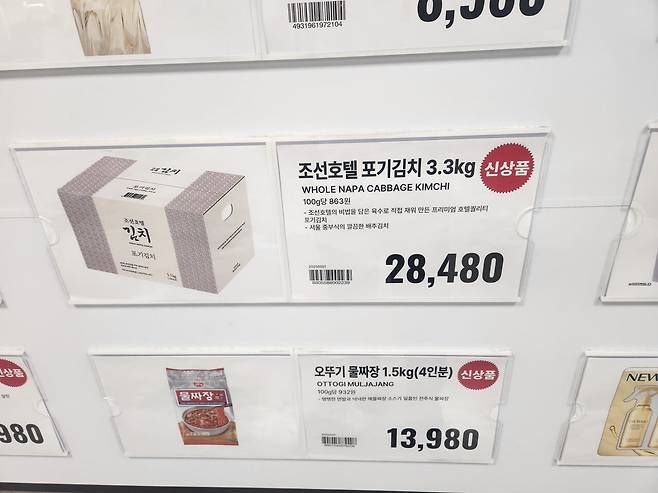 4931961972104
조선호텔
김치
포기김치
3.3kg
조선호텔 포기김치 3.3kg
신상품
WHOLE NAPA CABBAGE KIMCHI
100g당 863원
- 조선호텔의 비법을 담은 육수로 직접 재워 만든 프리미엄 호텔퀄리티
포기김치
- 서울 중부식의 깔끔한 배추김치
28,480
신상품
980
물짜장
오뚜기 물짜장 1.5kg(4인분)
신상품
OTTOGI MULJAJANG
100g당 932원
13,980
NEW